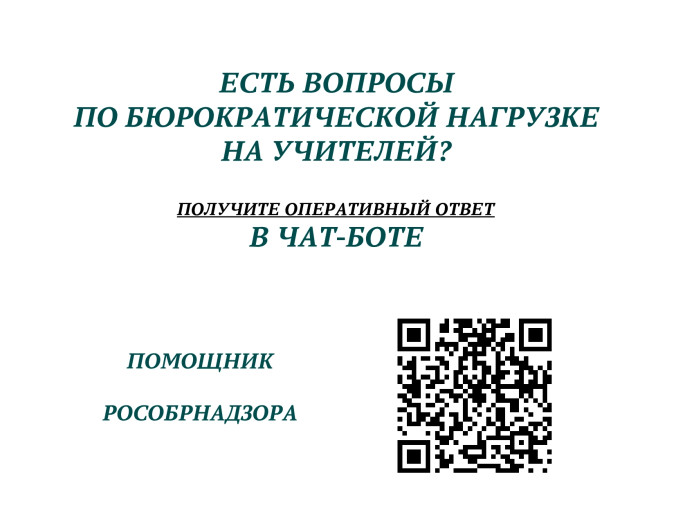 ЕСТЬ ВОПРОСЫ
ПО БЮРОКРАТИЧЕСКОЙ НАГРУЗКЕ
НА УЧИТЕЛЕЙ?
ПОЛУЧИТЕ ОПЕРАТИВНЫЙ ОТВЕТ
В ЧАТ-БОТЕ
ПОМОЩНИК
РОСОБРНАДЗОРА